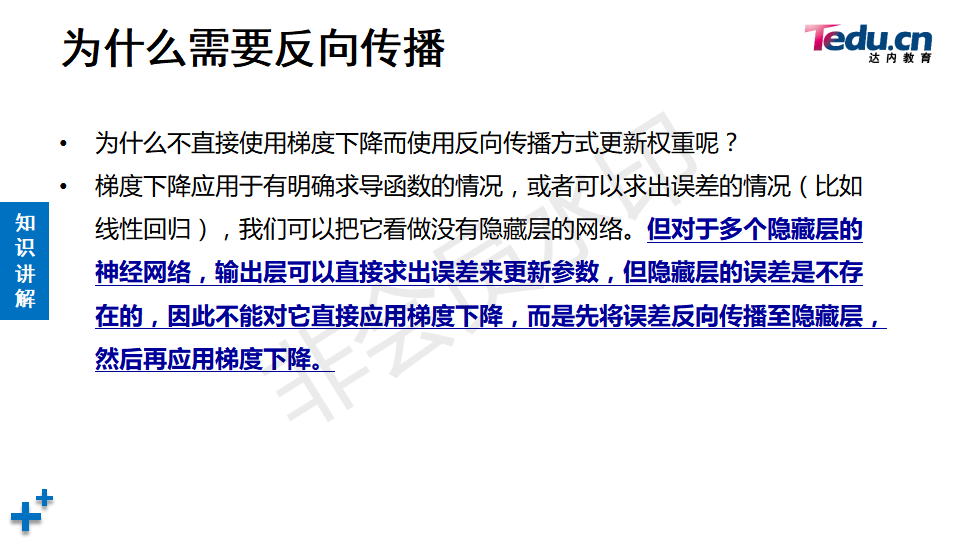 为什么需要反向传播
Tedu.cn
达内教育
• 为什么不直接使用梯度下降而使用反向传播方式更新权重呢？
• 梯度下降应用于有明确求导函数的情况，或者可以求出误差的情况（比如
线性回归），我们可以把它看做没有隐藏层的网络。但对于多个隐藏层的
神经网络，输出层可以直接求出误差来更新参数，但隐藏层的误差是不存
在的，因此不能对它直接应用梯度下降，而是先将误差反向传播至隐藏层，
然后再应用梯度下降。
知识讲解
非会员水印